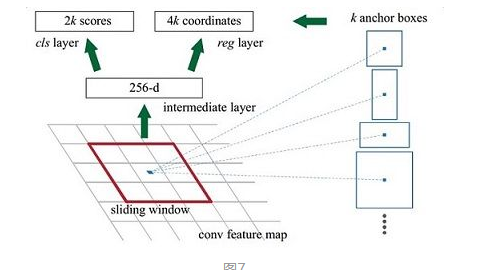 2k scores
4k coordinates
k anchor boxes
cls layer
reg layer
256-d
intermediate layer
sliding window
conv feature map
图7